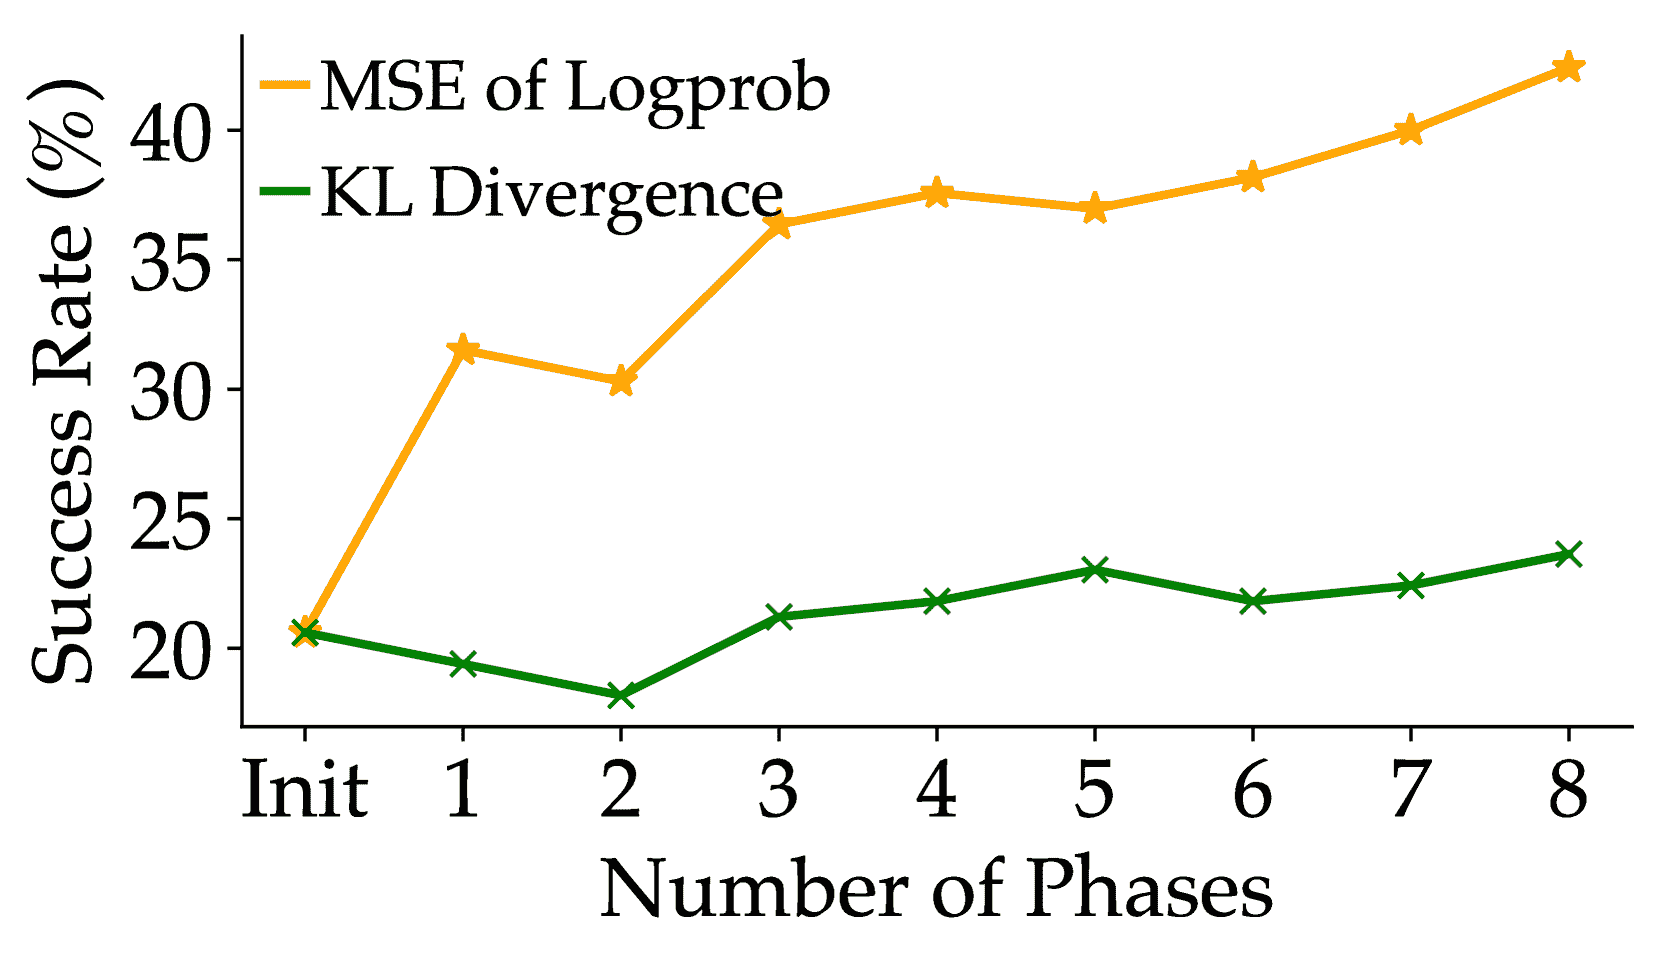 MSE of Logprob
KL Divergence
Success Rate (%)
40
35
30
25
20
Init 1 2 3 4 5 6 7 8
Number of Phases